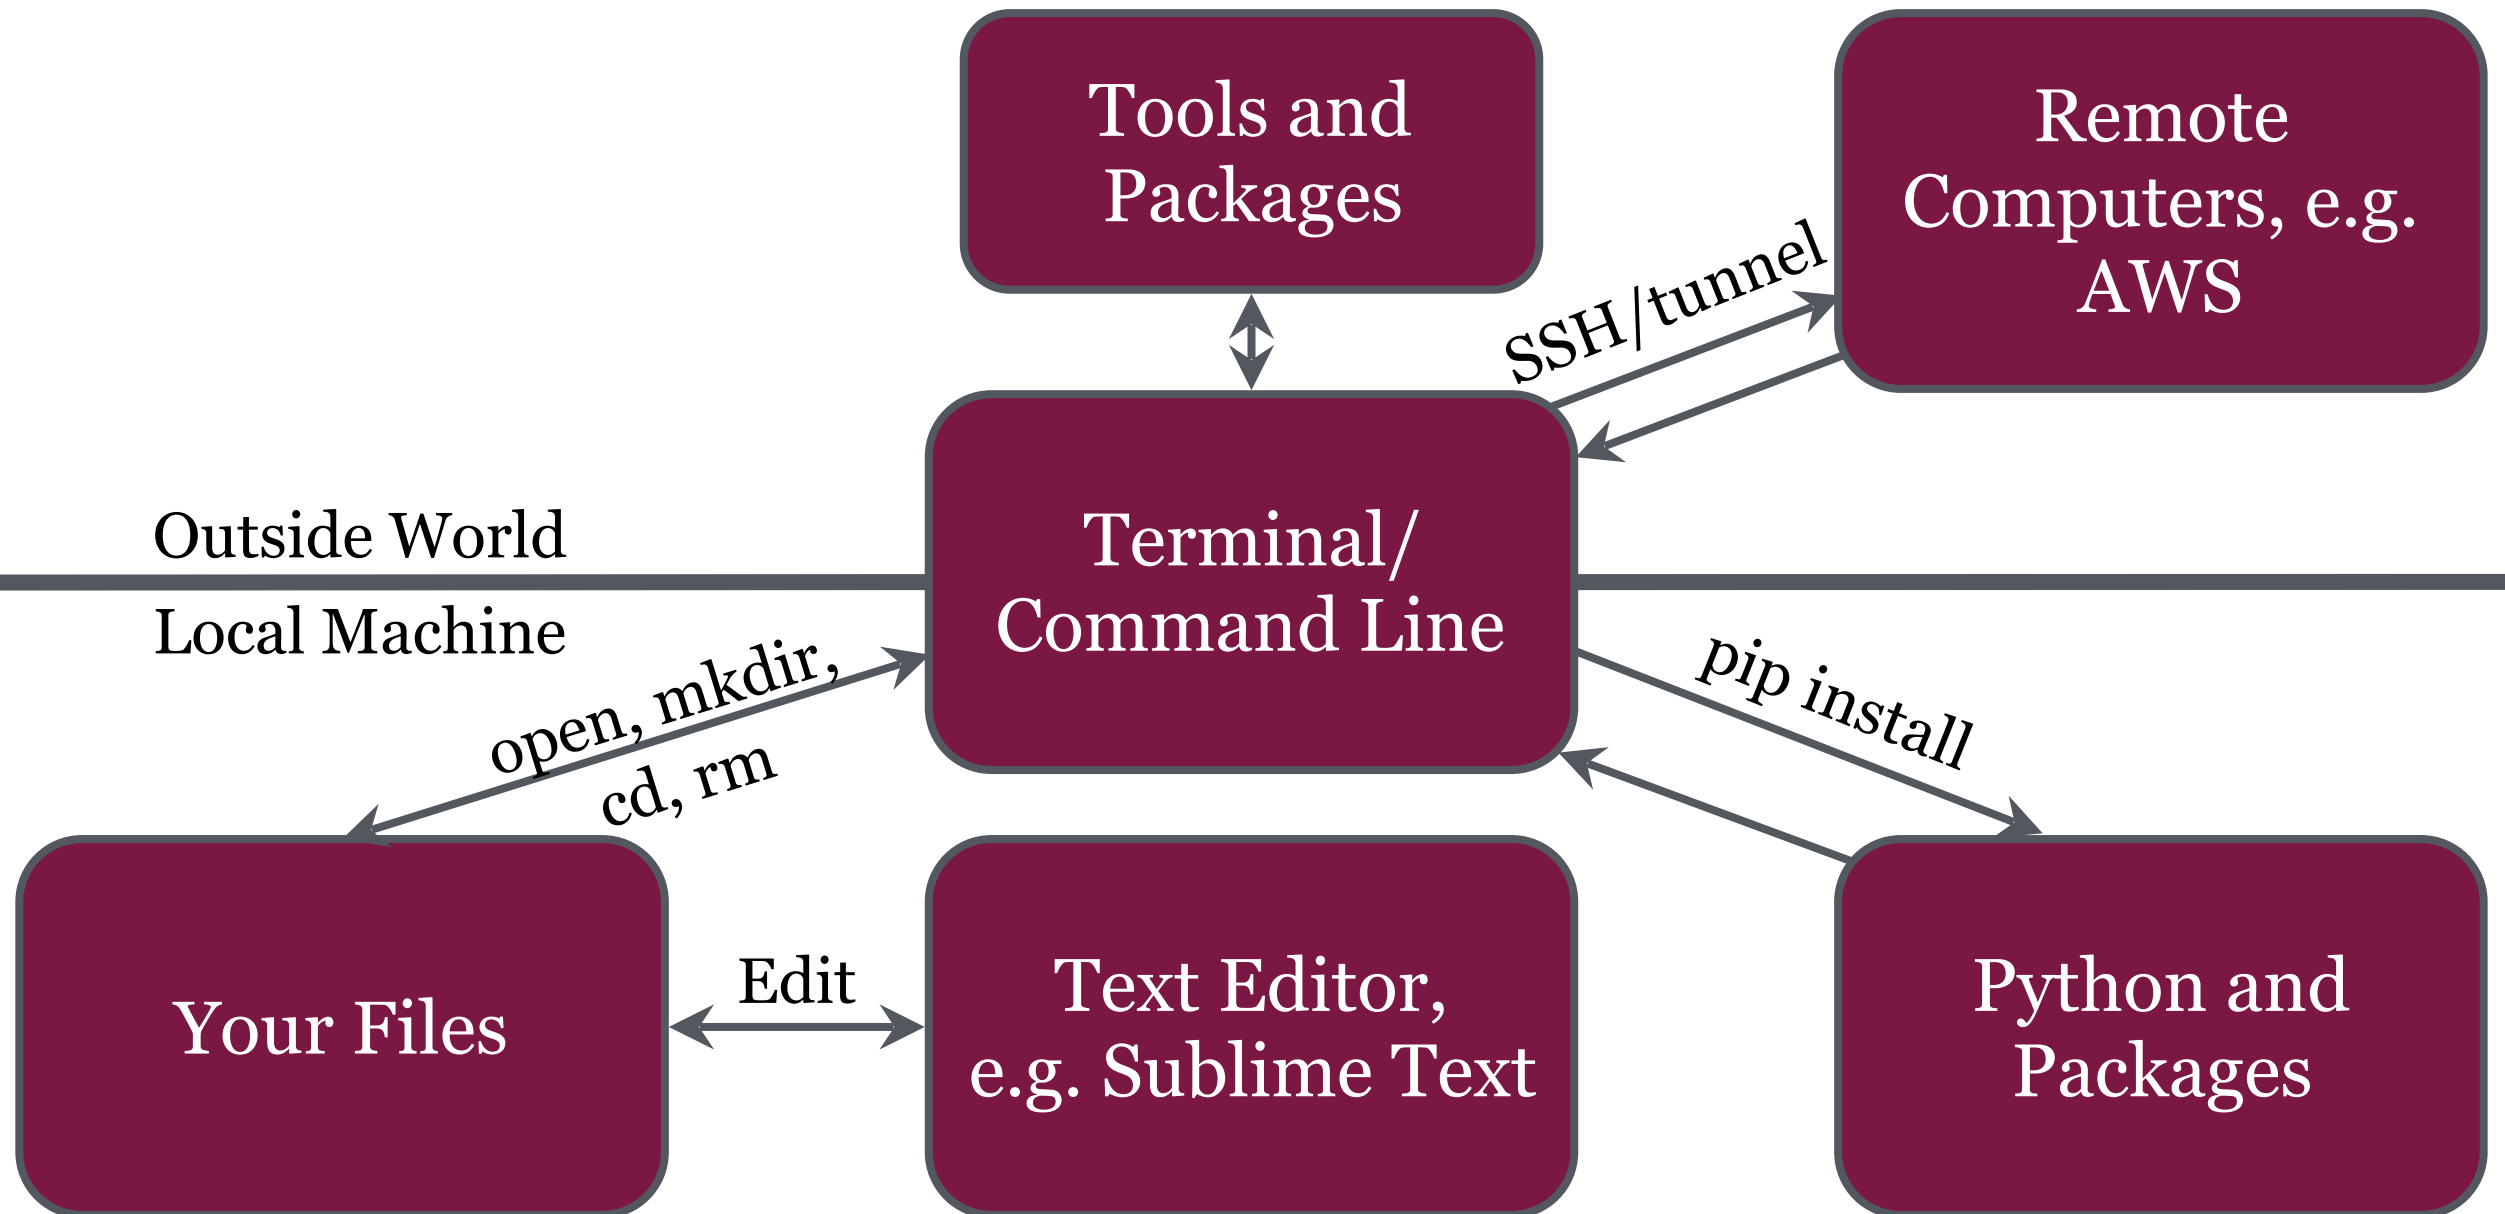 Tools and
Packages
Remote
Computers, e.g.
AWS
SSH/tunnel
Terminal/
Command Line
Outside World
Local Machine
open, mkdir,
cd, rm
pip install
Your Files
Edit
Text Editor,
e.g. Sublime Text
Python and
Packages